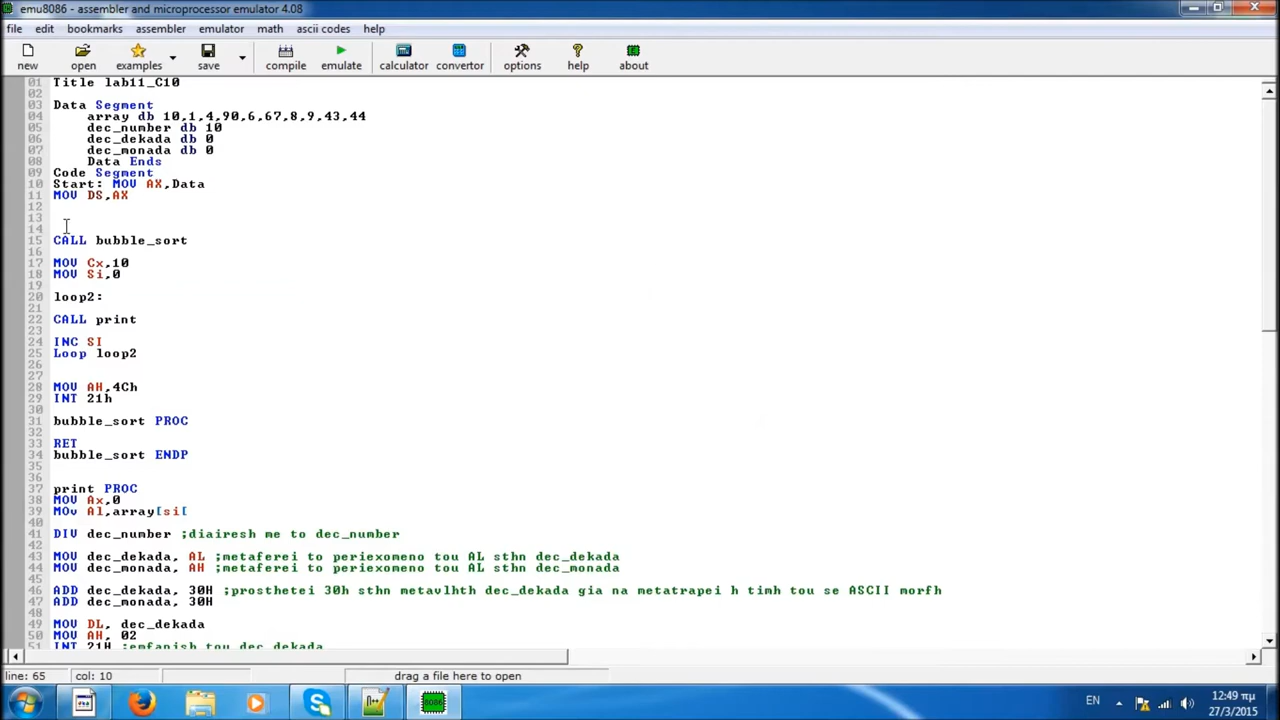 emu8086 - assembler and microprocessor emulator 4.08
file edit bookmarks assembler emulator math ascii codes help
new open examples save compile emulate calculator convertor options help about
01 Title lab11_C10
02
03 Data Segment
04 array db 10,1,4,90,6,67,8,9,43,44
05 dec_number db 10
06 dec_dekada db 0
07 dec_monada db 0
08 Data Ends
09 Code Segment
10 Start: MOV AX,Data
11 MOV DS,AX
12
13
14
15 CALL bubble_sort
16
17 MOV Cx,10
18 MOV Si,0
19
20 loop2:
21
22 CALL print
23
24 INC SI
25 Loop loop2
26
27
28 MOV AH,4Ch
29 INT 21h
30
31 bubble_sort PROC
32
33 RET
34 bubble_sort ENDP
35
36
37 print PROC
38 MOV Ax,0
39 MOv Al,array[si[
40
41 DIV dec_number ;diairesh me to dec_number
42
43 MOV dec_dekada, AL ;metaferei to periexomeno tou AL sthn dec_dekada
44 MOV dec_monada, AH ;metaferei to periexomeno tou AL sthn dec_monada
45
46 ADD dec_dekada, 30H ;prosthetei 30h sthn metavlhth dec_dekada gia na metatrapei h timh tou se ASCII morfh
47 ADD dec_monada, 30H
48
49 MOV DL, dec_dekada
50 MOV AH, 02
51 INT 21H ;emfanish tou dec_dekada
line: 65 col: 10 drag a file here to open
8086
EN 12:49 πμ
27/3/2015